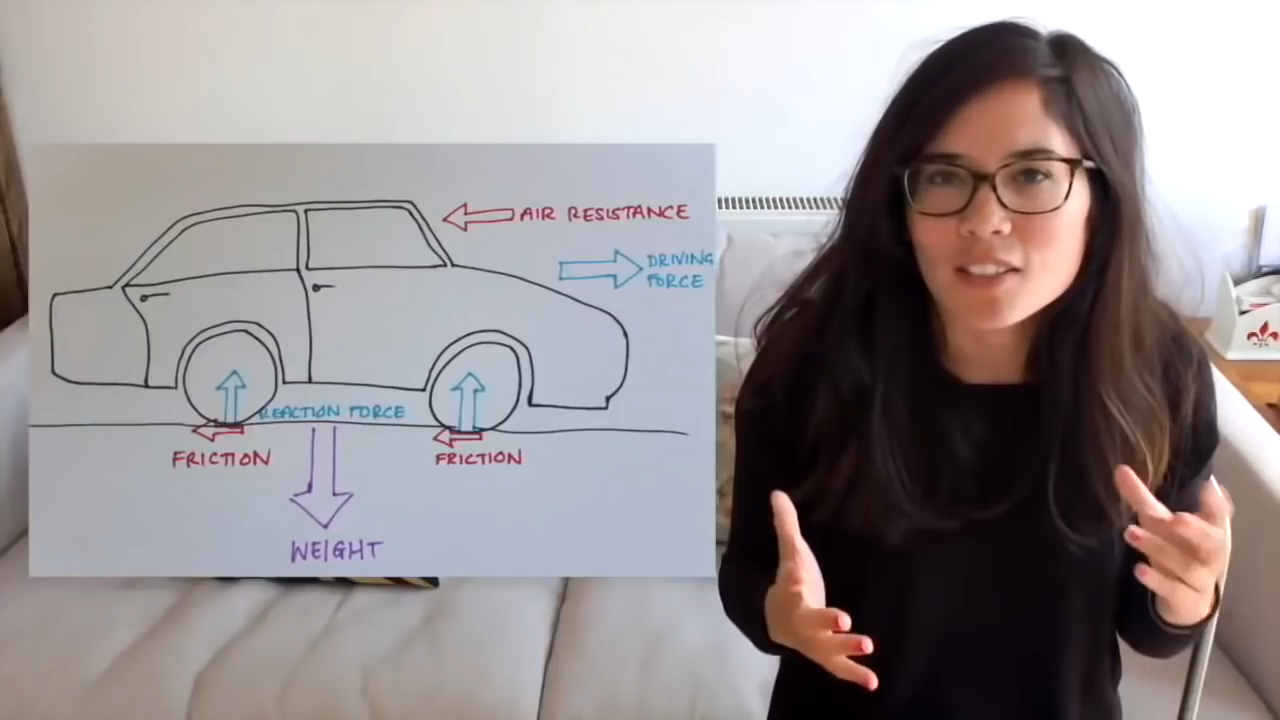 AIR RESISTANCE
DRIVING
FORCE
REACTION FORCE
FRICTION
FRICTION
WEIGHT